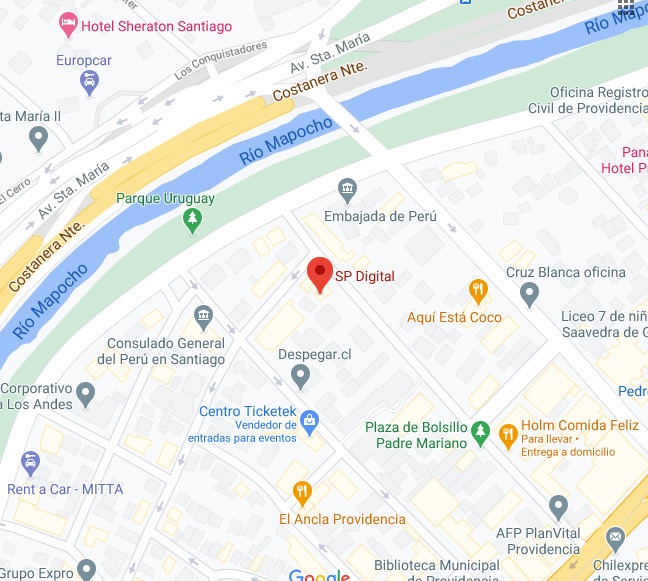 Hotel Sheraton Santiago
Europcar
Los Conquistadores
Av. Sta. María
Costanera Nte.
Costanera
Río Mapocho
Oficina Registro
Civil de Providencia
ta María II
El Cerro
Av. Sta. María
Costanera Nte.
Río Mapocho
Parque Uruguay
Embajada de Perú
Pana
Hotel P
SP Digital
Cruz Blanca oficina
Aquí Está Coco
Liceo 7 de niñ
Saavedra de G
Río Mapocho
Consulado General
del Perú en Santiago
Despegar.cl
Corporativo
a Los Andes
Centro Ticketek
Vendedor de
entradas para eventos
Pedro
Plaza de Bolsillo
Padre Mariano
Holm Comida Feliz
Para llevar •
Entrega a domicilio
Rent a Car - MITTA
El Ancla Providencia
AFP PlanVital
Providencia
Grupo Expro
Google
Biblioteca Municipal
de Providencia
Chilexpre
de Servi